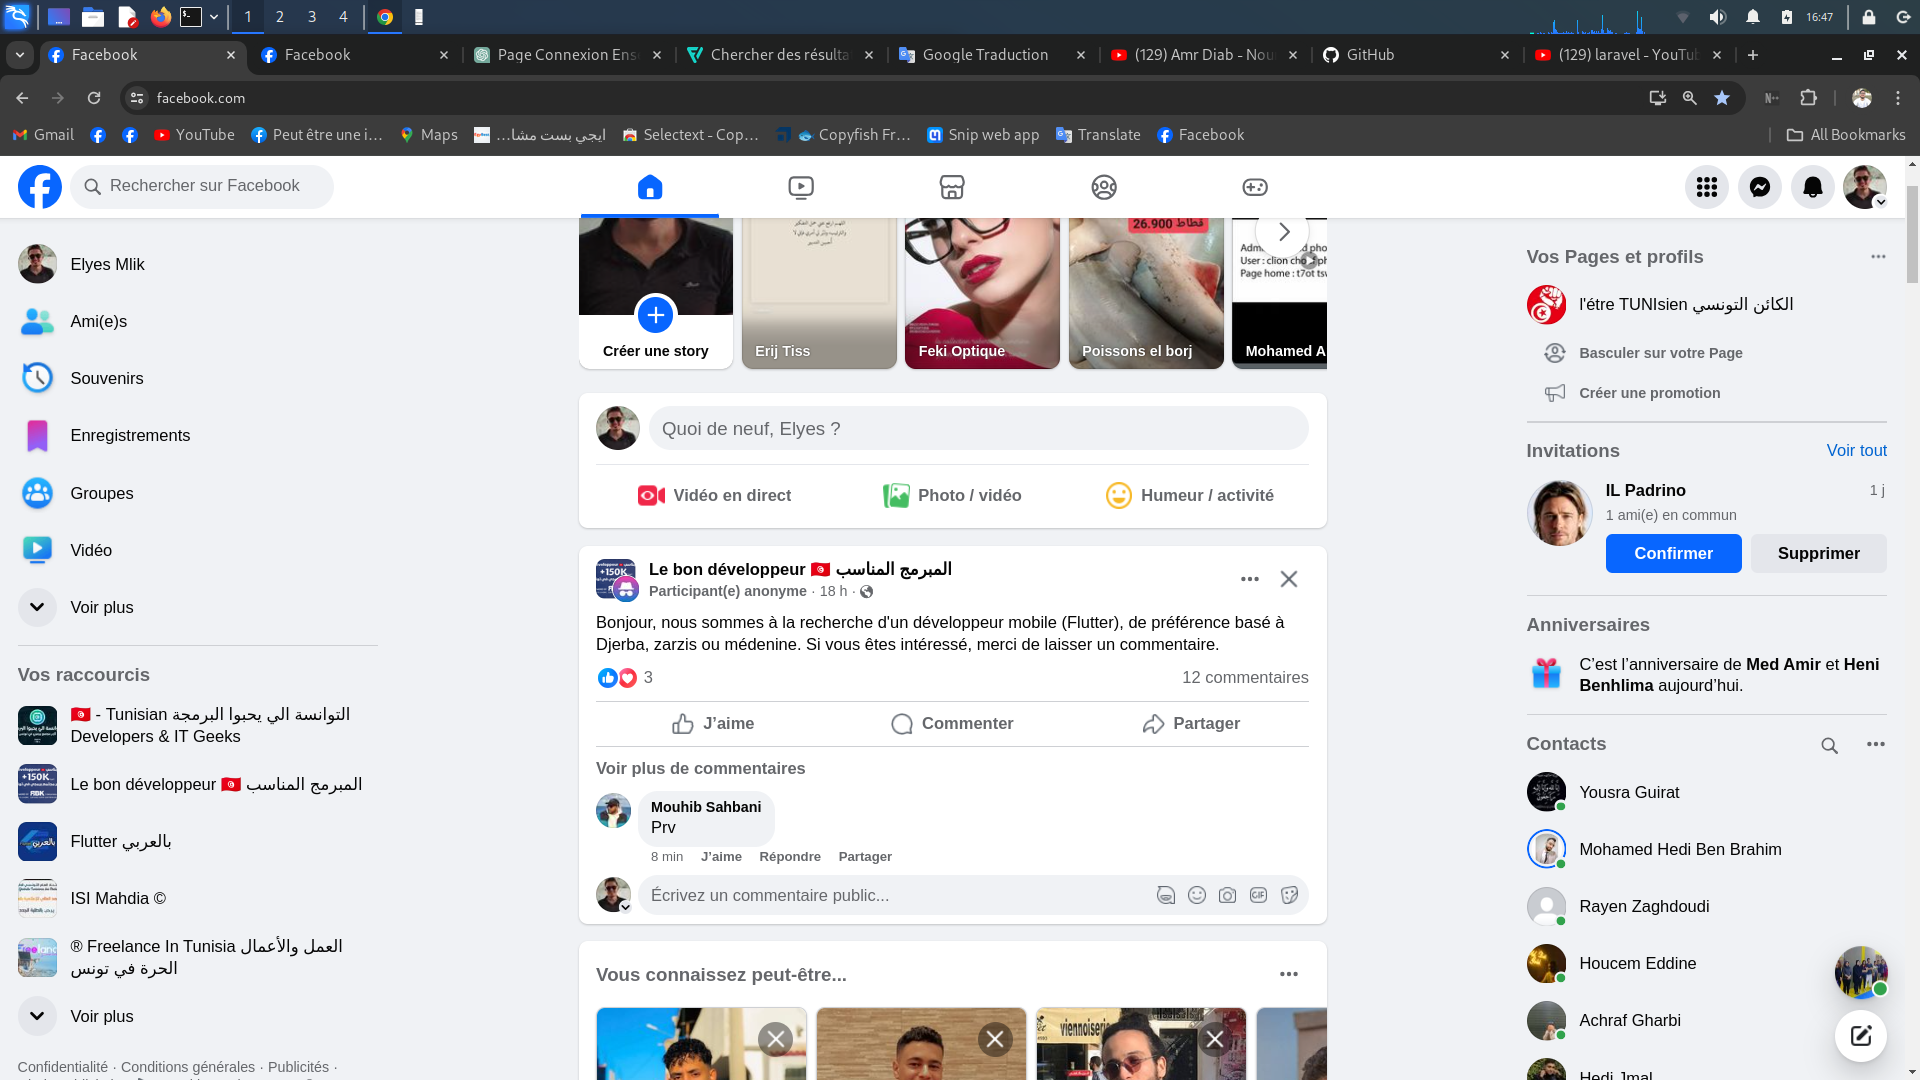 1
2
3
4
16:47
Facebook
Facebook
Page Connexion Ens
Chercher des résulta
Google Traduction
(129) Amr Diab - Nou
GitHub
(129) laravel - YouTub
facebook.com
Gmail
YouTube
Peut être une i…
Maps
ايجي بست مشا…
Selectext - Cop…
Copyfish Fr…
Snip web app
Translate
Facebook
All Bookmarks
Rechercher sur Facebook
Elyes Mlik
Ami(e)s
Souvenirs
Enregistrements
Groupes
Vidéo
Voir plus
Vos raccourcis
🇹🇳 - Tunisian التوانسة الي يحبوا البرمجة
Developers & IT Geeks
Le bon développeur 🇹🇳 المبرمج المناسب
Flutter بالعربي
ISI Mahdia ©
® Freelance In Tunisia العمل والأعمال
الحرة في تونس
Voir plus
Confidentialité · Conditions générales · Publicités ·
Créer une story
Erij Tiss
Feki Optique
26.900
Poissons el borj
User : clion
Page home : t7ot tsw
Mohamed A
Quoi de neuf, Elyes ?
Vidéo en direct
Photo / vidéo
Humeur / activité
+150K
Le bon développeur 🇹🇳 المبرمج المناسب
Participant(e) anonyme · 18 h ·
Bonjour, nous sommes à la recherche d'un développeur mobile (Flutter), de préférence basé à
Djerba, zarzis ou médenine. Si vous êtes intéressé, merci de laisser un commentaire.
3
12 commentaires
J’aime
Commenter
Partager
Voir plus de commentaires
Mouhib Sahbani
Prv
8 min
J’aime
Répondre
Partager
Écrivez un commentaire public...
GIF
Vous connaissez peut-être...
viennoiserie
Vos Pages et profils
l'étre TUNIsien الكائن التونسي
Basculer sur votre Page
Créer une promotion
Invitations
Voir tout
IL Padrino
1 j
1 ami(e) en commun
Confirmer
Supprimer
Anniversaires
C’est l’anniversaire de Med Amir et Heni
Benhlima aujourd’hui.
Contacts
Yousra Guirat
Mohamed Hedi Ben Brahim
Rayen Zaghdoudi
Houcem Eddine
Achraf Gharbi
Hedi Jmal